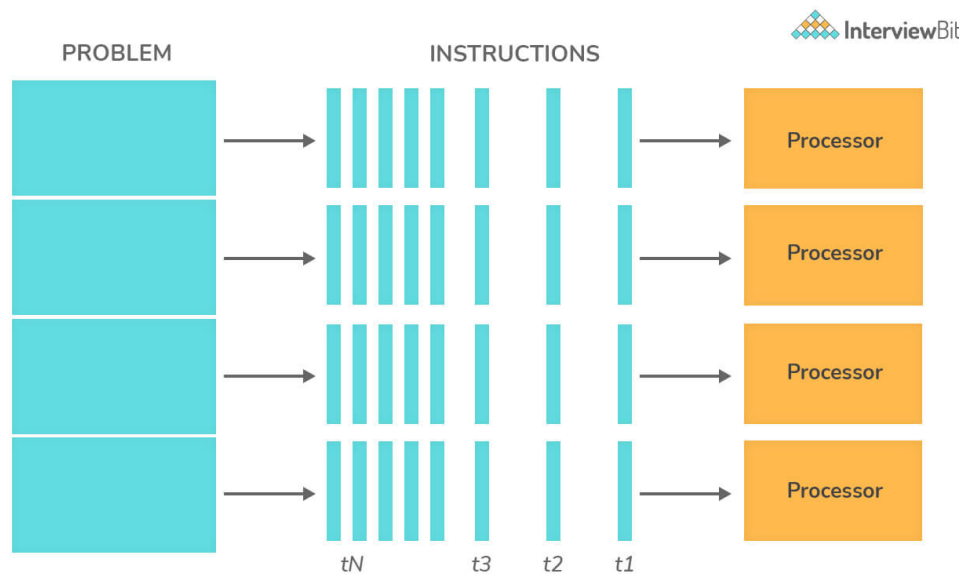 InterviewBit
PROBLEM
INSTRUCTIONS
Processor
Processor
Processor
Processor
tN
t3
t2
t1